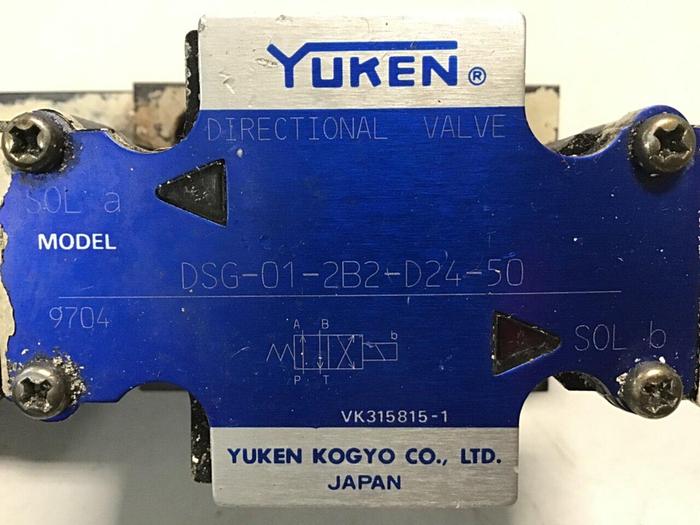 YUKEN ®
DIRECTIONAL VALVE
SOL a
MODEL
DSG-01-2B2-D24-50
9704
A B
b
P T
SOL b
VK315815-1
YUKEN KOGYO CO., LTD.
JAPAN